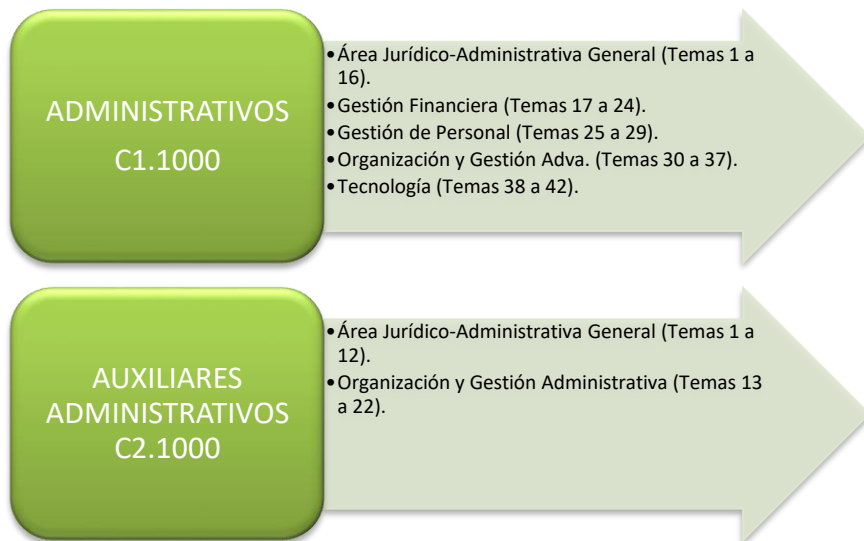 ADMINISTRATIVOS
C1.1000
•Área Jurídico-Administrativa General (Temas 1 a
16).
•Gestión Financiera (Temas 17 a 24).
•Gestión de Personal (Temas 25 a 29).
•Organización y Gestión Adva. (Temas 30 a 37).
•Tecnología (Temas 38 a 42).
AUXILIARES
ADMINISTRATIVOS
C2.1000
•Área Jurídico-Administrativa General (Temas 1 a
12).
•Organización y Gestión Administrativa (Temas 13
a 22).